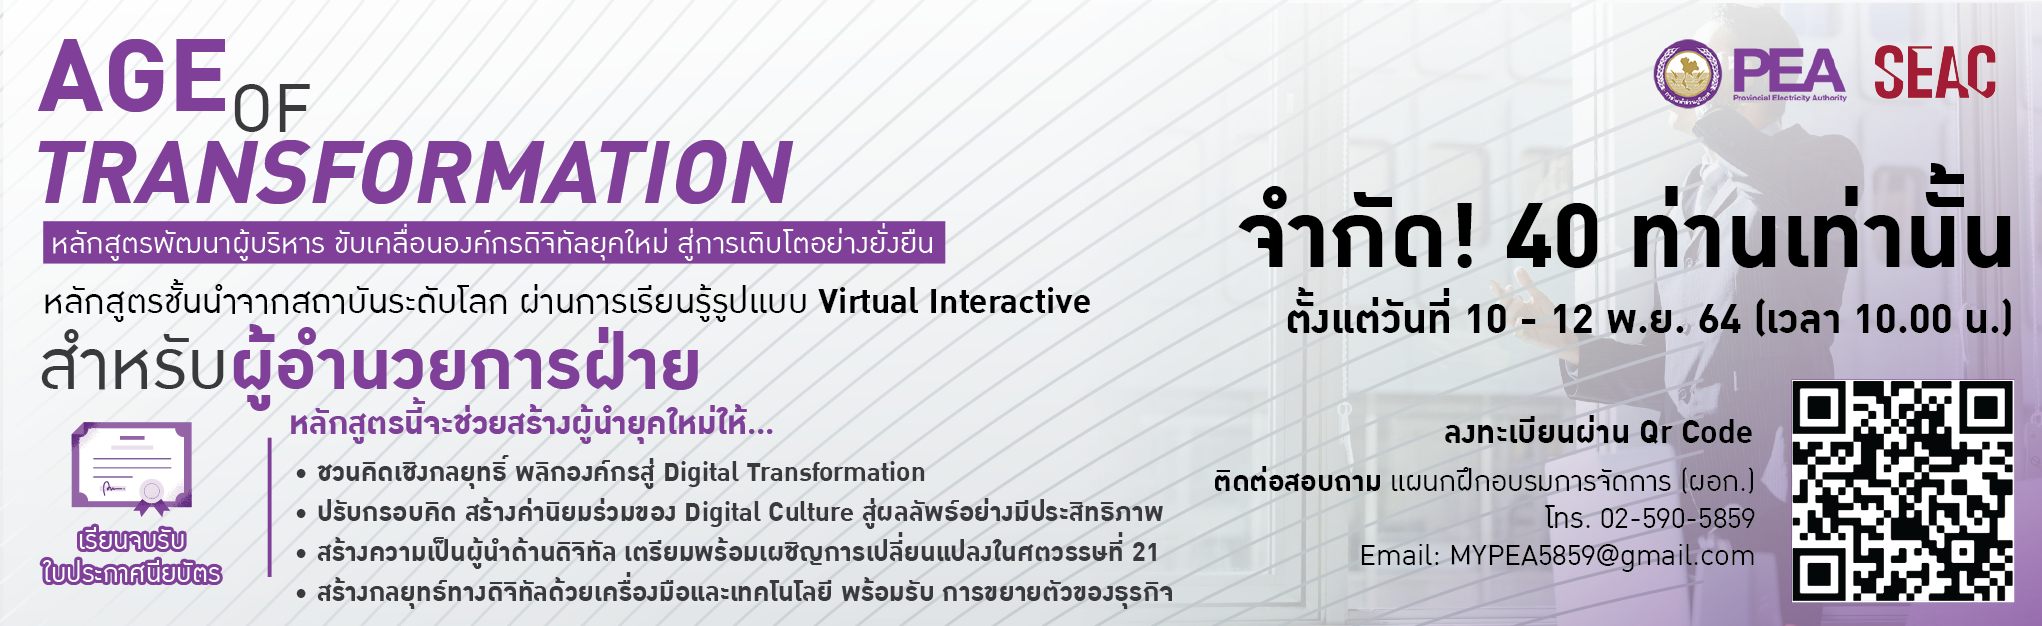 AGE OF
TRANSFORMATION
หลักสูตรพัฒนาผู้บริหาร ขับเคลื่อนองค์กรดิจิทัลยุคใหม่ สู่การเติบโตอย่างยั่งยืน
หลักสูตรชั้นนำจากสถาบันระดับโลก ผ่านการเรียนรู้รูปแบบ Virtual Interactive
สำหรับผู้อำนวยการฝ่าย
หลักสูตรนี้จะช่วยสร้างผู้นำยุคใหม่ให้...
• ชวนคิดเชิงกลยุทธิ์ พลิกองค์กรสู่ Digital Transformation
• ปรับกรอบคิด สร้างค่านิยมร่วมของ Digital Culture สู่ผลลัพธ์อย่างมีประสิทธิภาพ
• สร้างความเป็นผู้นำด้านดิจิทัล เตรียมพร้อมเผชิญการเปลี่ยนแปลงในศตวรรษที่ 21
• สร้างกลยุทธ์ทางดิจิทัลด้วยเครื่องมือและเทคโนโลยี พร้อมรับ การขยายตัวของธุรกิจ
เรียนจบรับ
ใบประกาศนียบัตร
PEA
Provincial Electricity Authority
SEAC
จำกัด! 40 ท่านเท่านั้น
ตั้งแต่วันที่ 10 - 12 พ.ย. 64 (เวลา 10.00 น.)
ลงทะเบียนผ่าน Qr Code
ติดต่อสอบถาม แผนกฝึกอบรมการจัดการ (ผอก.)
โทร. 02-590-5859
Email: MYPEA5859@gmail.com